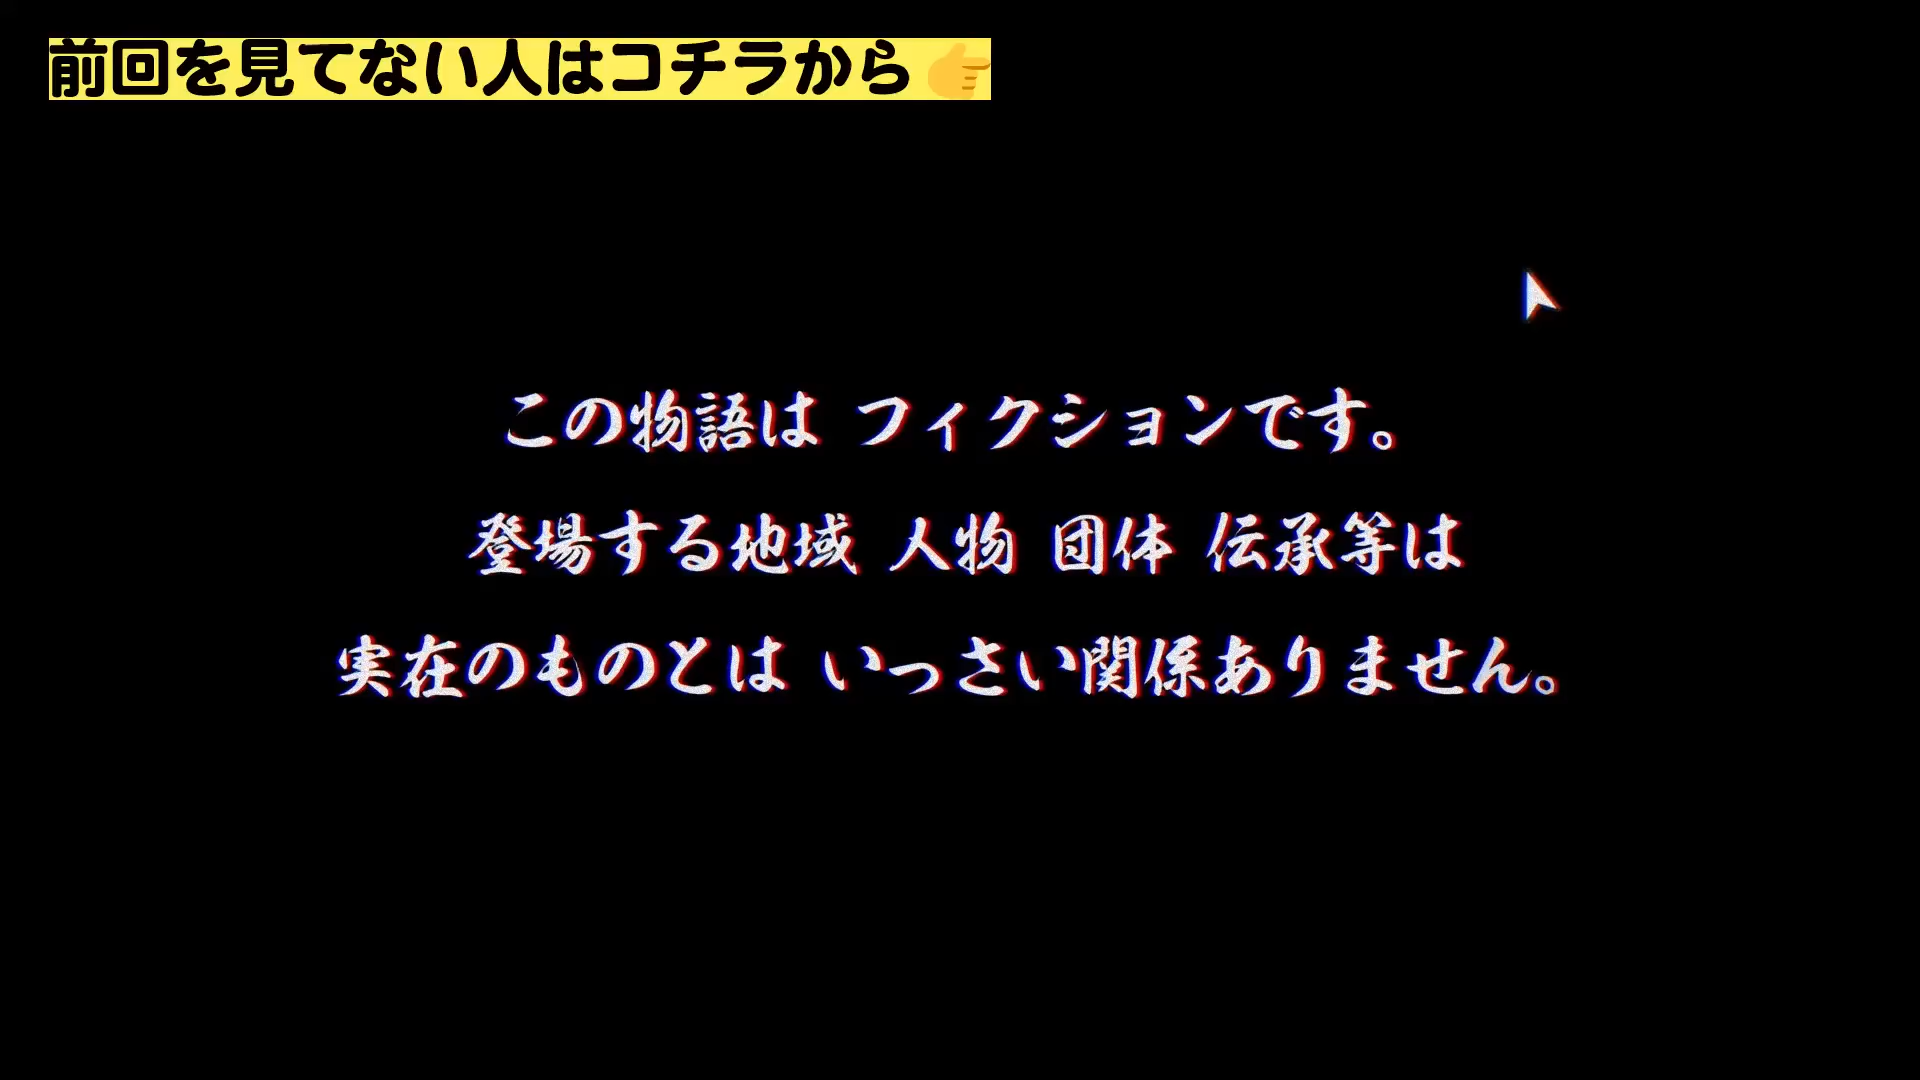 前回を見てない人はコチラから👉
この物語は フィクションです。
登場する地域 人物 団体 伝承等は
実在のものとは いっさい関係ありません。